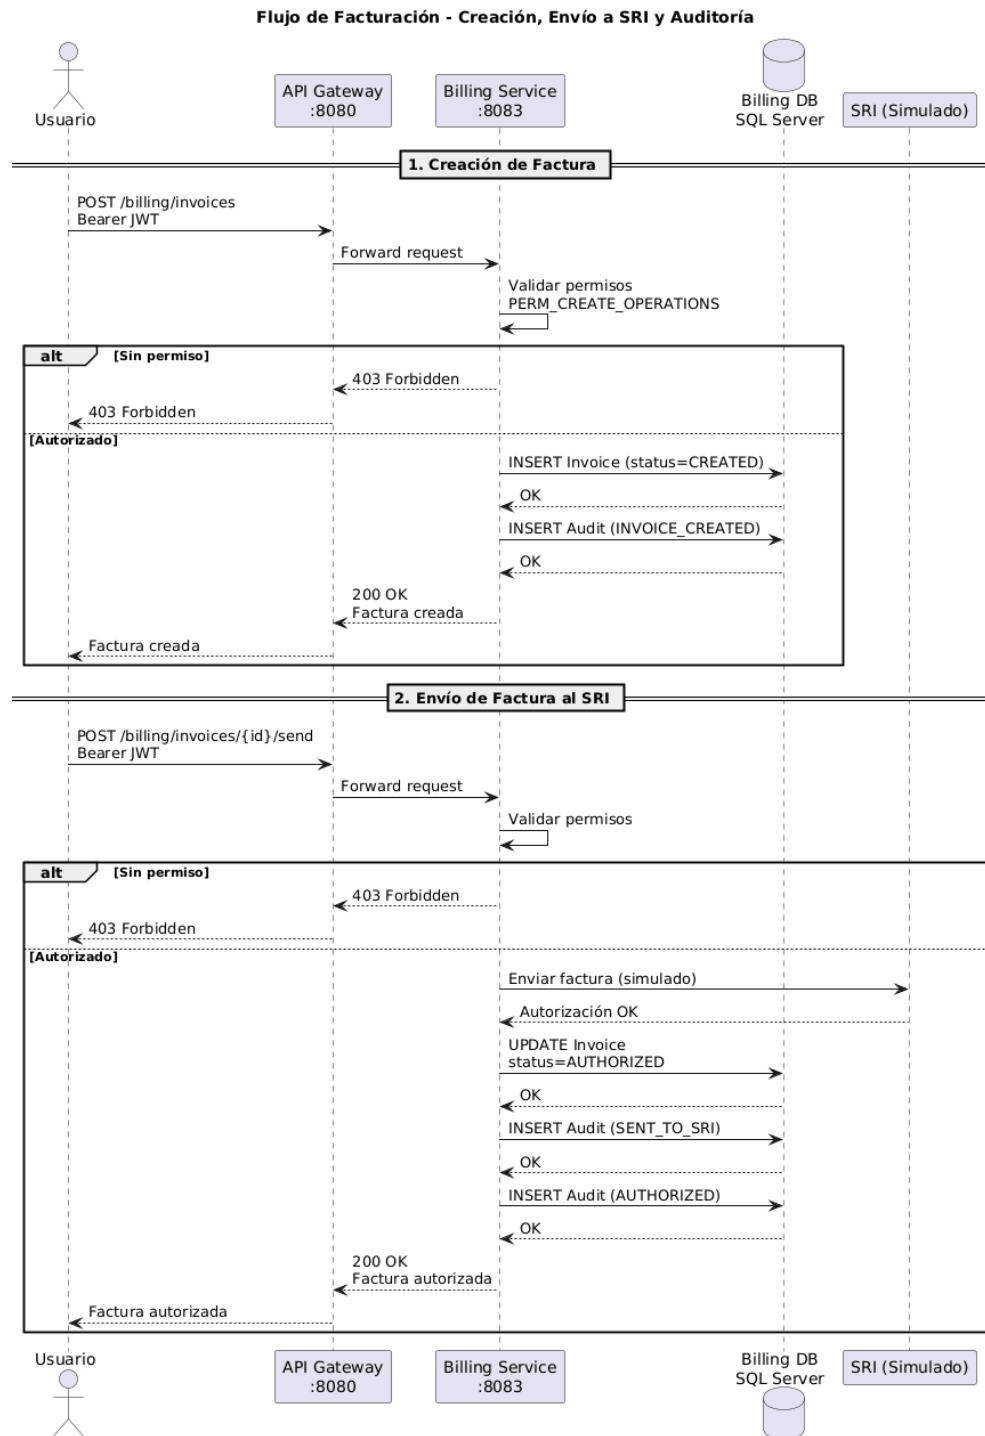 Flujo de Facturación - Creación, Envío a SRI y Auditoría
Usuario
API Gateway
:8080
Billing Service
:8083
Billing DB
SQL Server
SRI (Simulado)
1. Creación de Factura
POST /billing/invoices
Bearer JWT
Forward request
Validar permisos
PERM_CREATE_OPERATIONS
alt
[Sin permiso]
403 Forbidden
403 Forbidden
[Autorizado]
INSERT Invoice (status=CREATED)
OK
INSERT Audit (INVOICE_CREATED)
OK
200 OK
Factura creada
Factura creada
2. Envío de Factura al SRI
POST /billing/invoices/{id}/send
Bearer JWT
Forward request
Validar permisos
alt
[Sin permiso]
403 Forbidden
403 Forbidden
[Autorizado]
Enviar factura (simulado)
Autorización OK
UPDATE Invoice
status=AUTHORIZED
OK
INSERT Audit (SENT_TO_SRI)
OK
INSERT Audit (AUTHORIZED)
OK
200 OK
Factura autorizada
Factura autorizada
Usuario
API Gateway
:8080
Billing Service
:8083
Billing DB
SQL Server
SRI (Simulado)